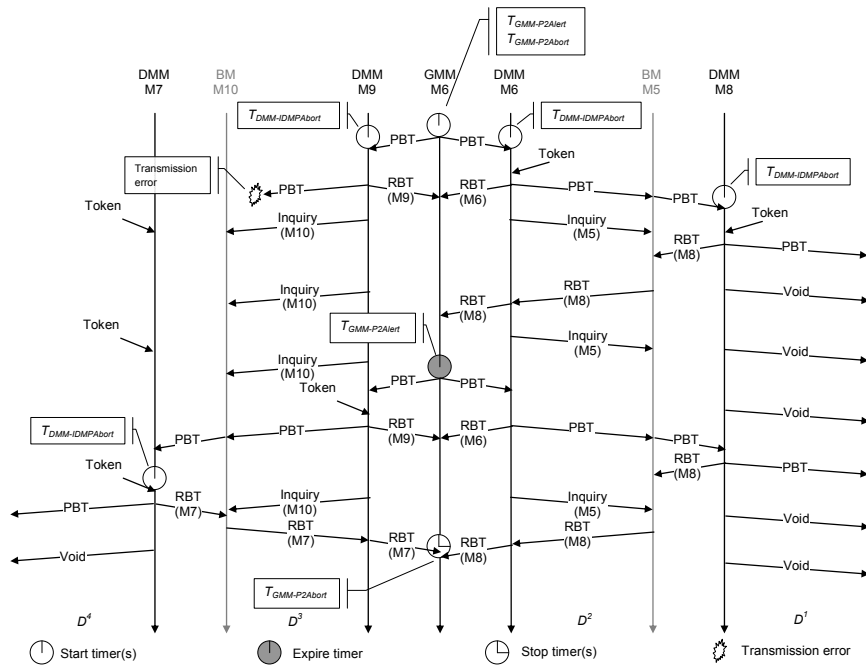 T_GMM-P2Alert
T_GMM-P2Abort
DMM BM DMM GMM DMM BM DMM
M7 M10 M9 M6 M6 M5 M8
T_DMM-IDMPAbort T_DMM-IDMPAbort
PBT PBT
Token
Transmission
error
T_DMM-IDMPAbort
PBT RBT RBT PBT PBT
(M9) (M6)
Token Token
Inquiry Inquiry
(M10) (M5)
RBT PBT
(M8)
Inquiry RBT RBT Void
(M10) (M8) (M8)
Token
T_GMM-P2Alert
Inquiry Void
(M5)
Inquiry
(M10)
PBT PBT
Token
Void
T_DMM-IDMPAbort
PBT PBT RBT RBT PBT PBT
(M9) (M6)
Token
RBT PBT
(M8)
PBT RBT Inquiry Inquiry
(M7) (M10) (M5)
Void
RBT RBT RBT RBT
(M7) (M7) (M8) (M8)
Void Void
T_GMM-P2Abort
D⁴ D³ D² D¹
Start timer(s) Expire timer Stop timer(s) Transmission error